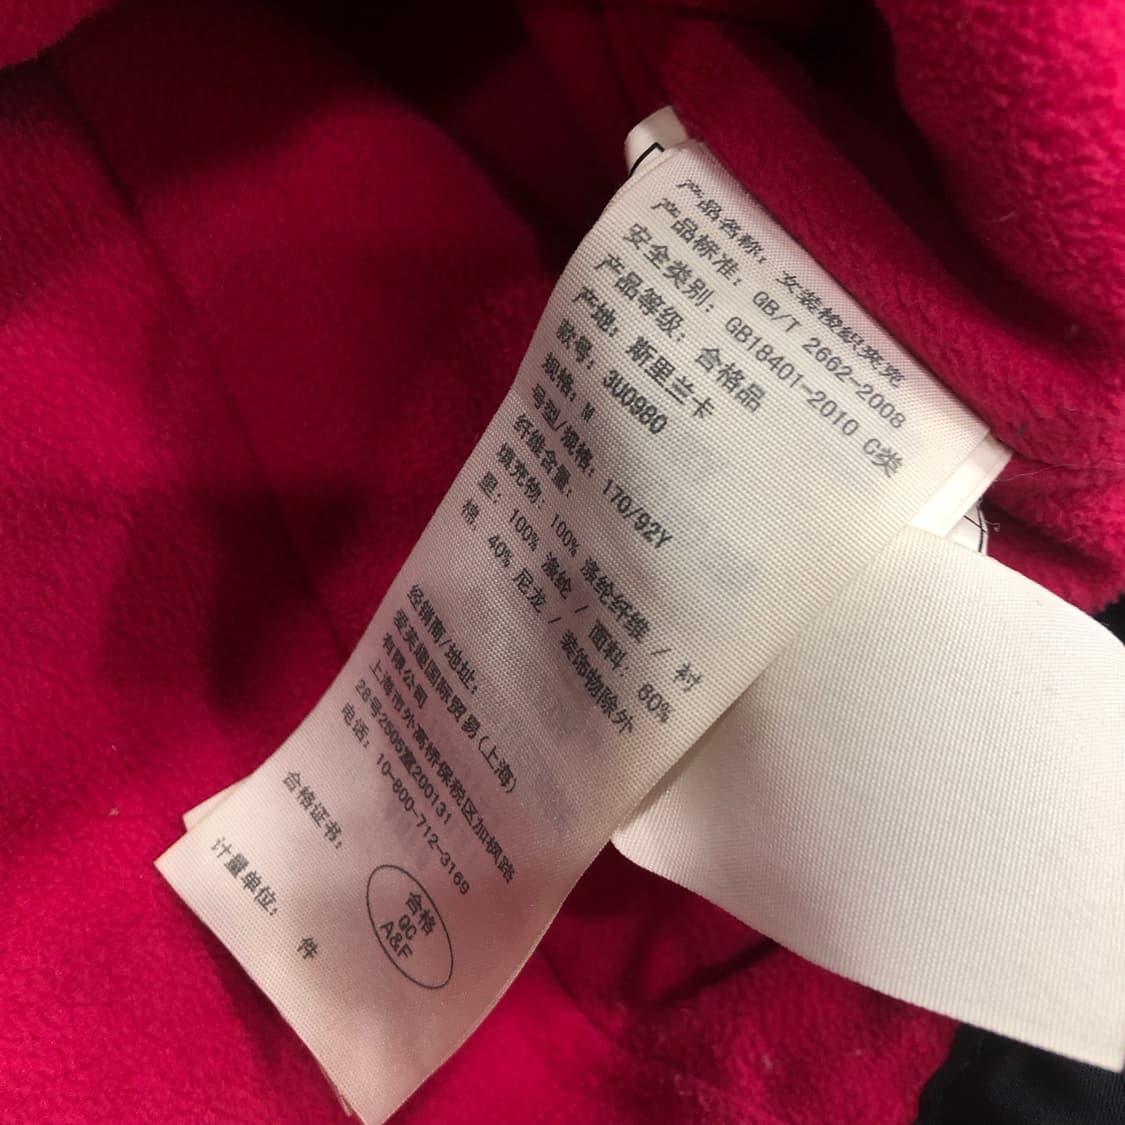 产品名称: 女装梭织夹克
产品标准: GB/T 2662-2008
安全类别: GB18401-2010 C类
产品等级: 合格品
产地: 斯里兰卡
款号: 3U0980
规格: M
号型/规格: 170/92Y
纤维含量:
填充物: 100% 涤纶纤维 / 衬
里: 100% 涤纶 / 面料: 60%
棉, 40% 尼龙 / 装饰物除外
经销商/地址:
爱芙趣国际贸易(上海)
有限公司
上海市外高桥保税区加枫路
28号2505室200131
电话: 10-800-712-3169
合格证书:
合格
QC
A&F
计量单位: 件